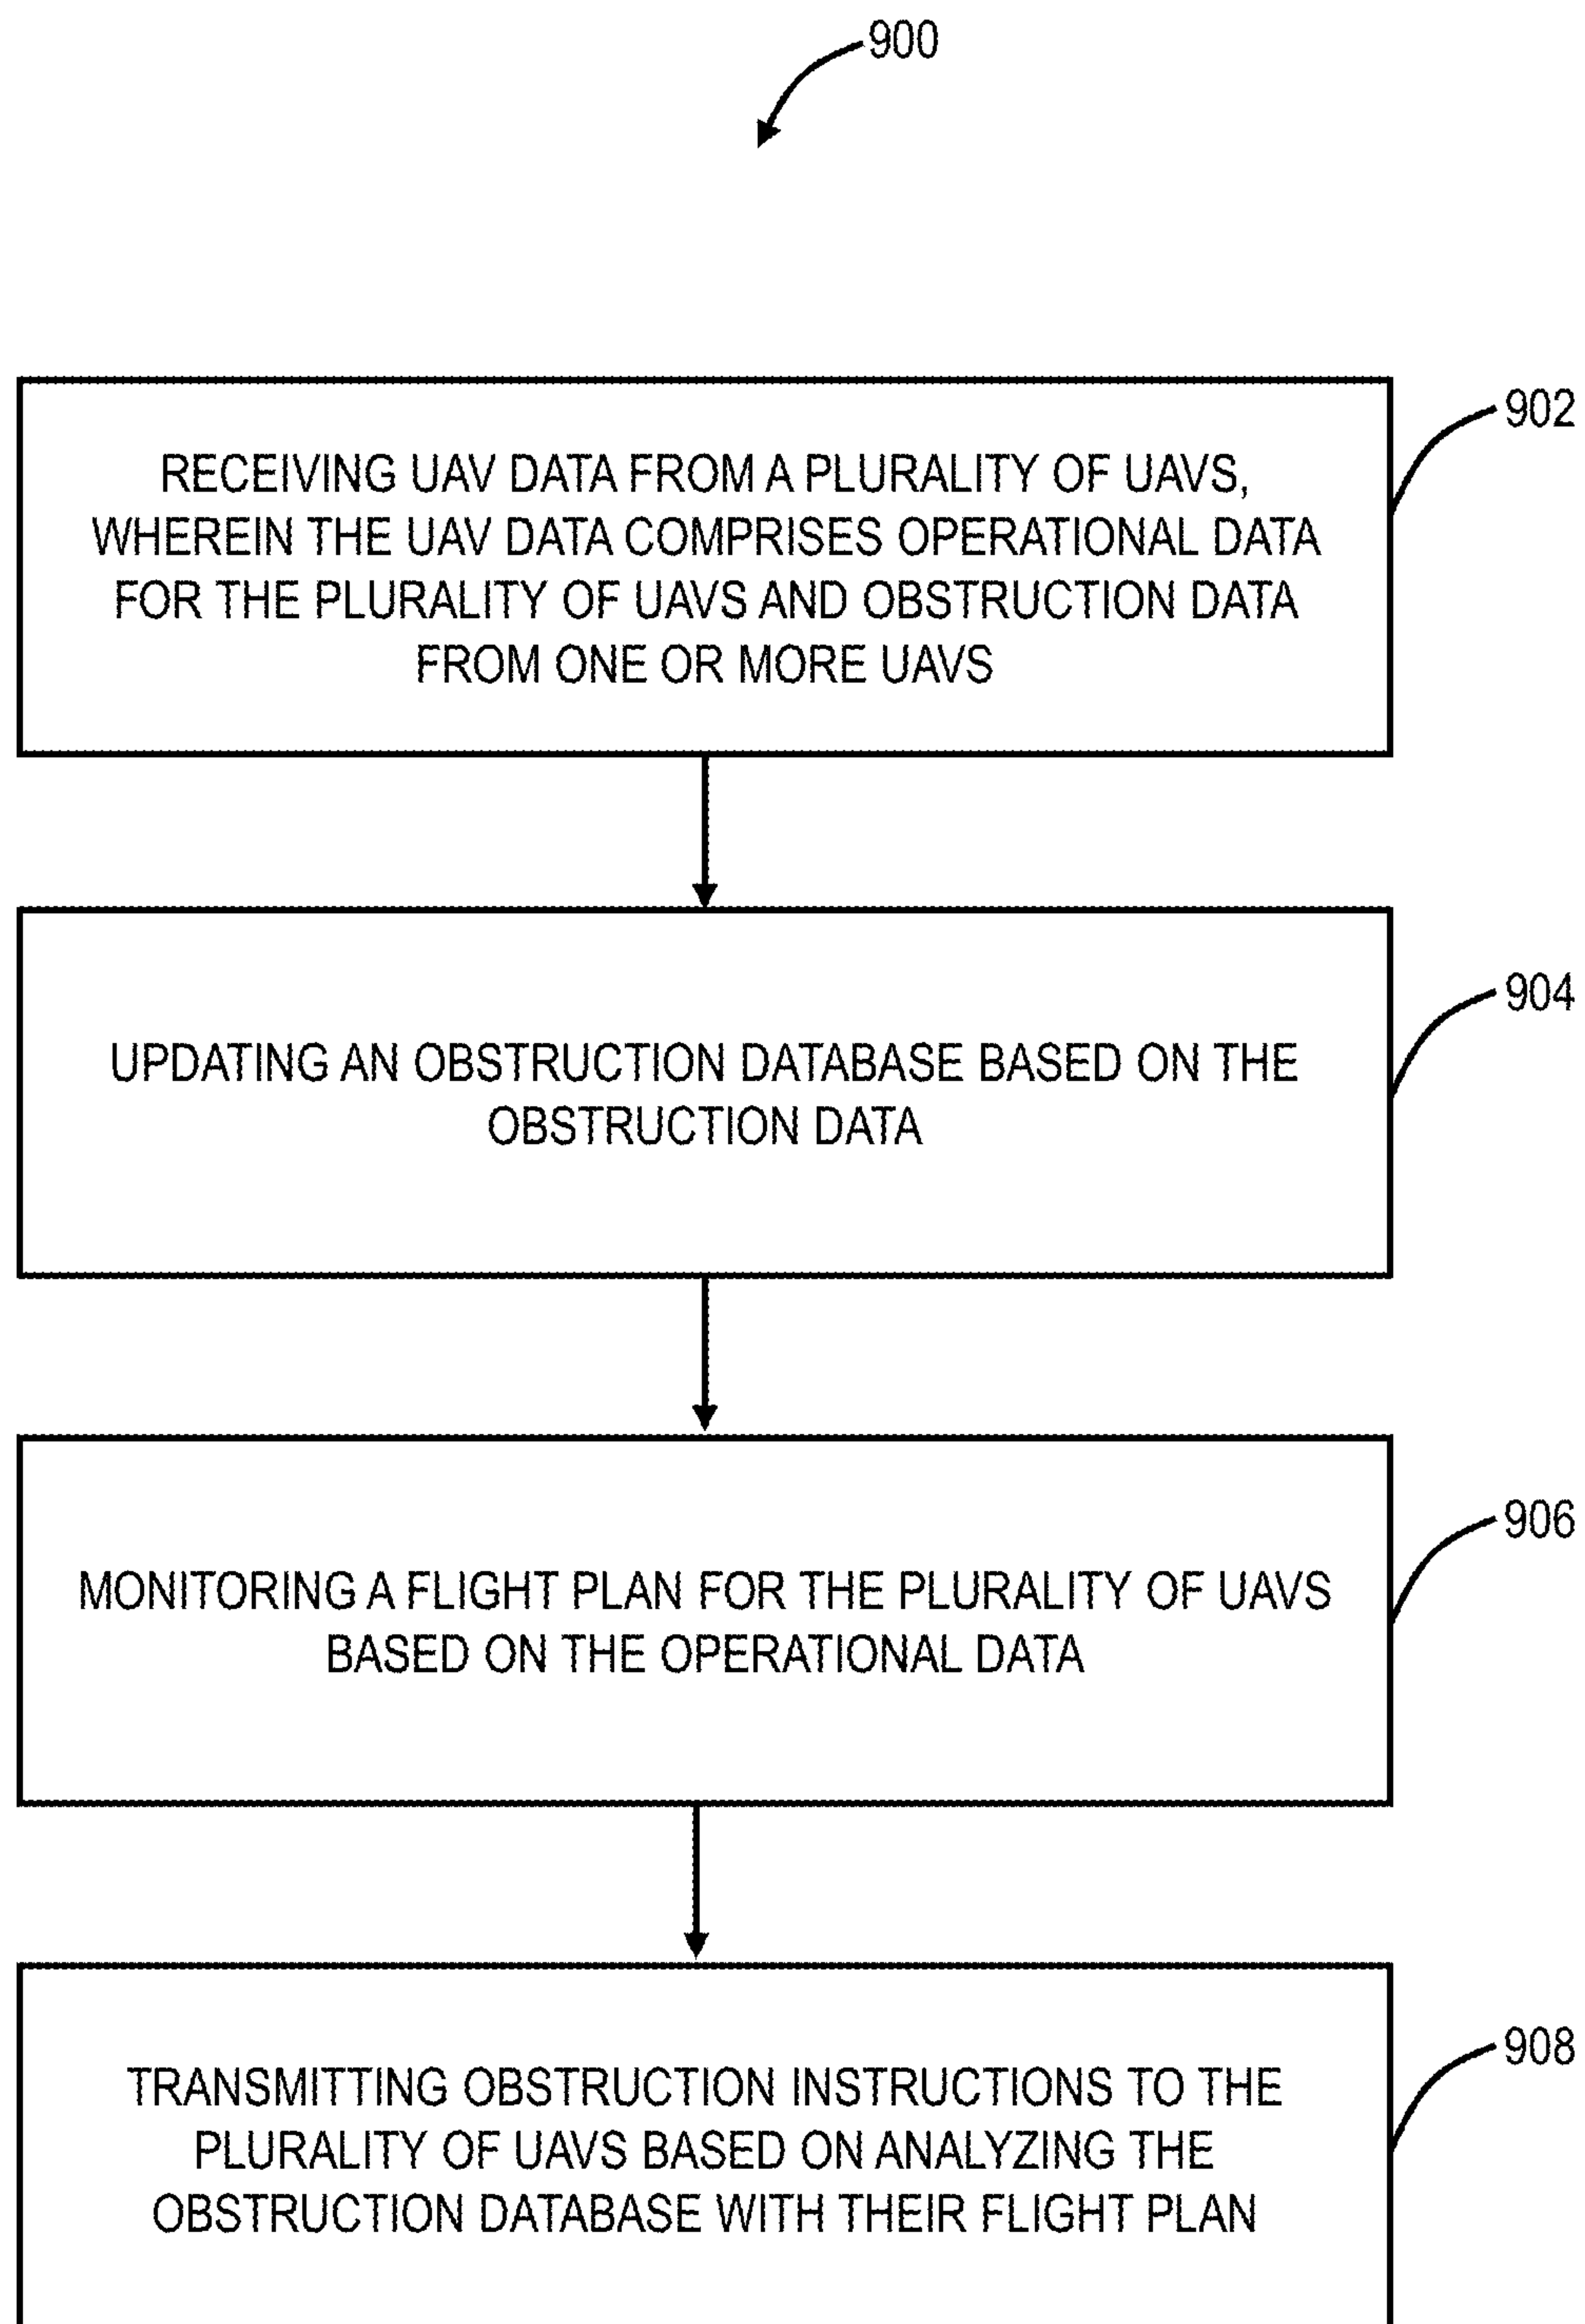 900
902
RECEIVING UAV DATA FROM A PLURALITY OF UAVS,
WHEREIN THE UAV DATA COMPRISES OPERATIONAL DATA
FOR THE PLURALITY OF UAVS AND OBSTRUCTION DATA
FROM ONE OR MORE UAVS
904
UPDATING AN OBSTRUCTION DATABASE BASED ON THE
OBSTRUCTION DATA
906
MONITORING A FLIGHT PLAN FOR THE PLURALITY OF UAVS
BASED ON THE OPERATIONAL DATA
908
TRANSMITTING OBSTRUCTION INSTRUCTIONS TO THE
PLURALITY OF UAVS BASED ON ANALYZING THE
OBSTRUCTION DATABASE WITH THEIR FLIGHT PLAN